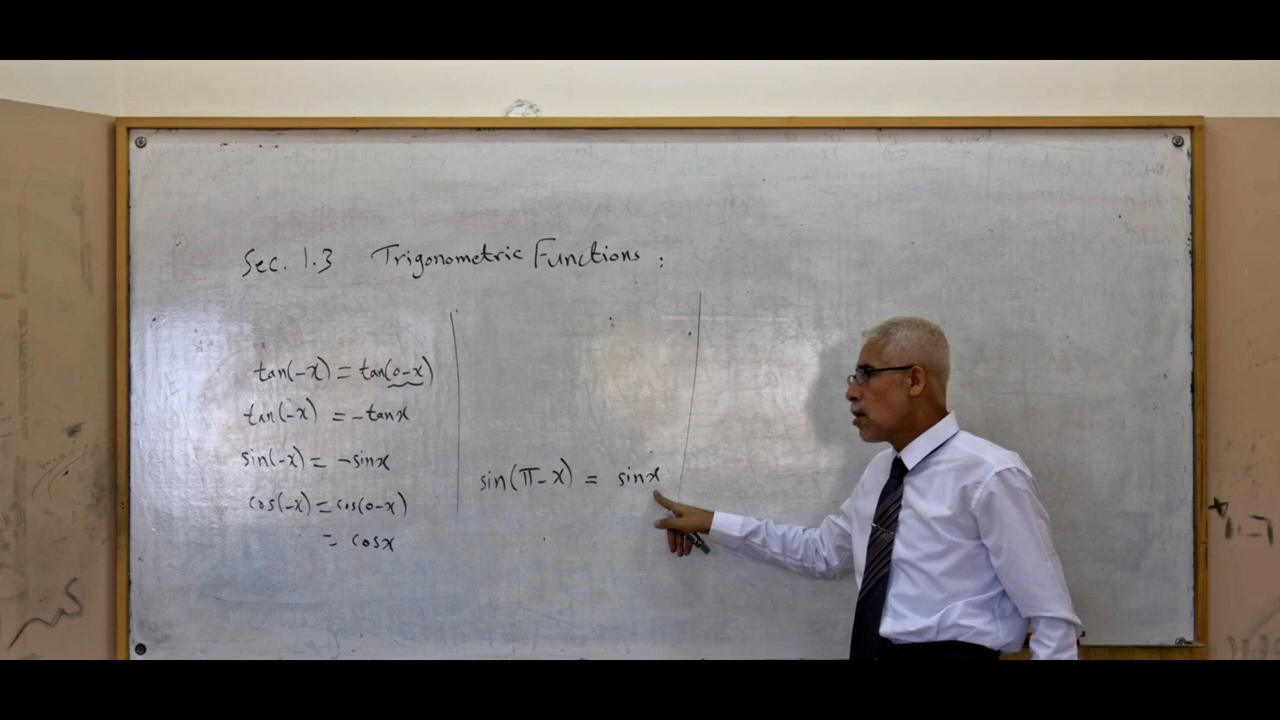 Sec. 1.3 Trigonometric Functions :
tan(-x) = tan(0-x)
tan(-x) = -tanx
sin(-x) = -sinx
cos(-x) = cos(0-x)
= cosx
sin(π-x) = sinx